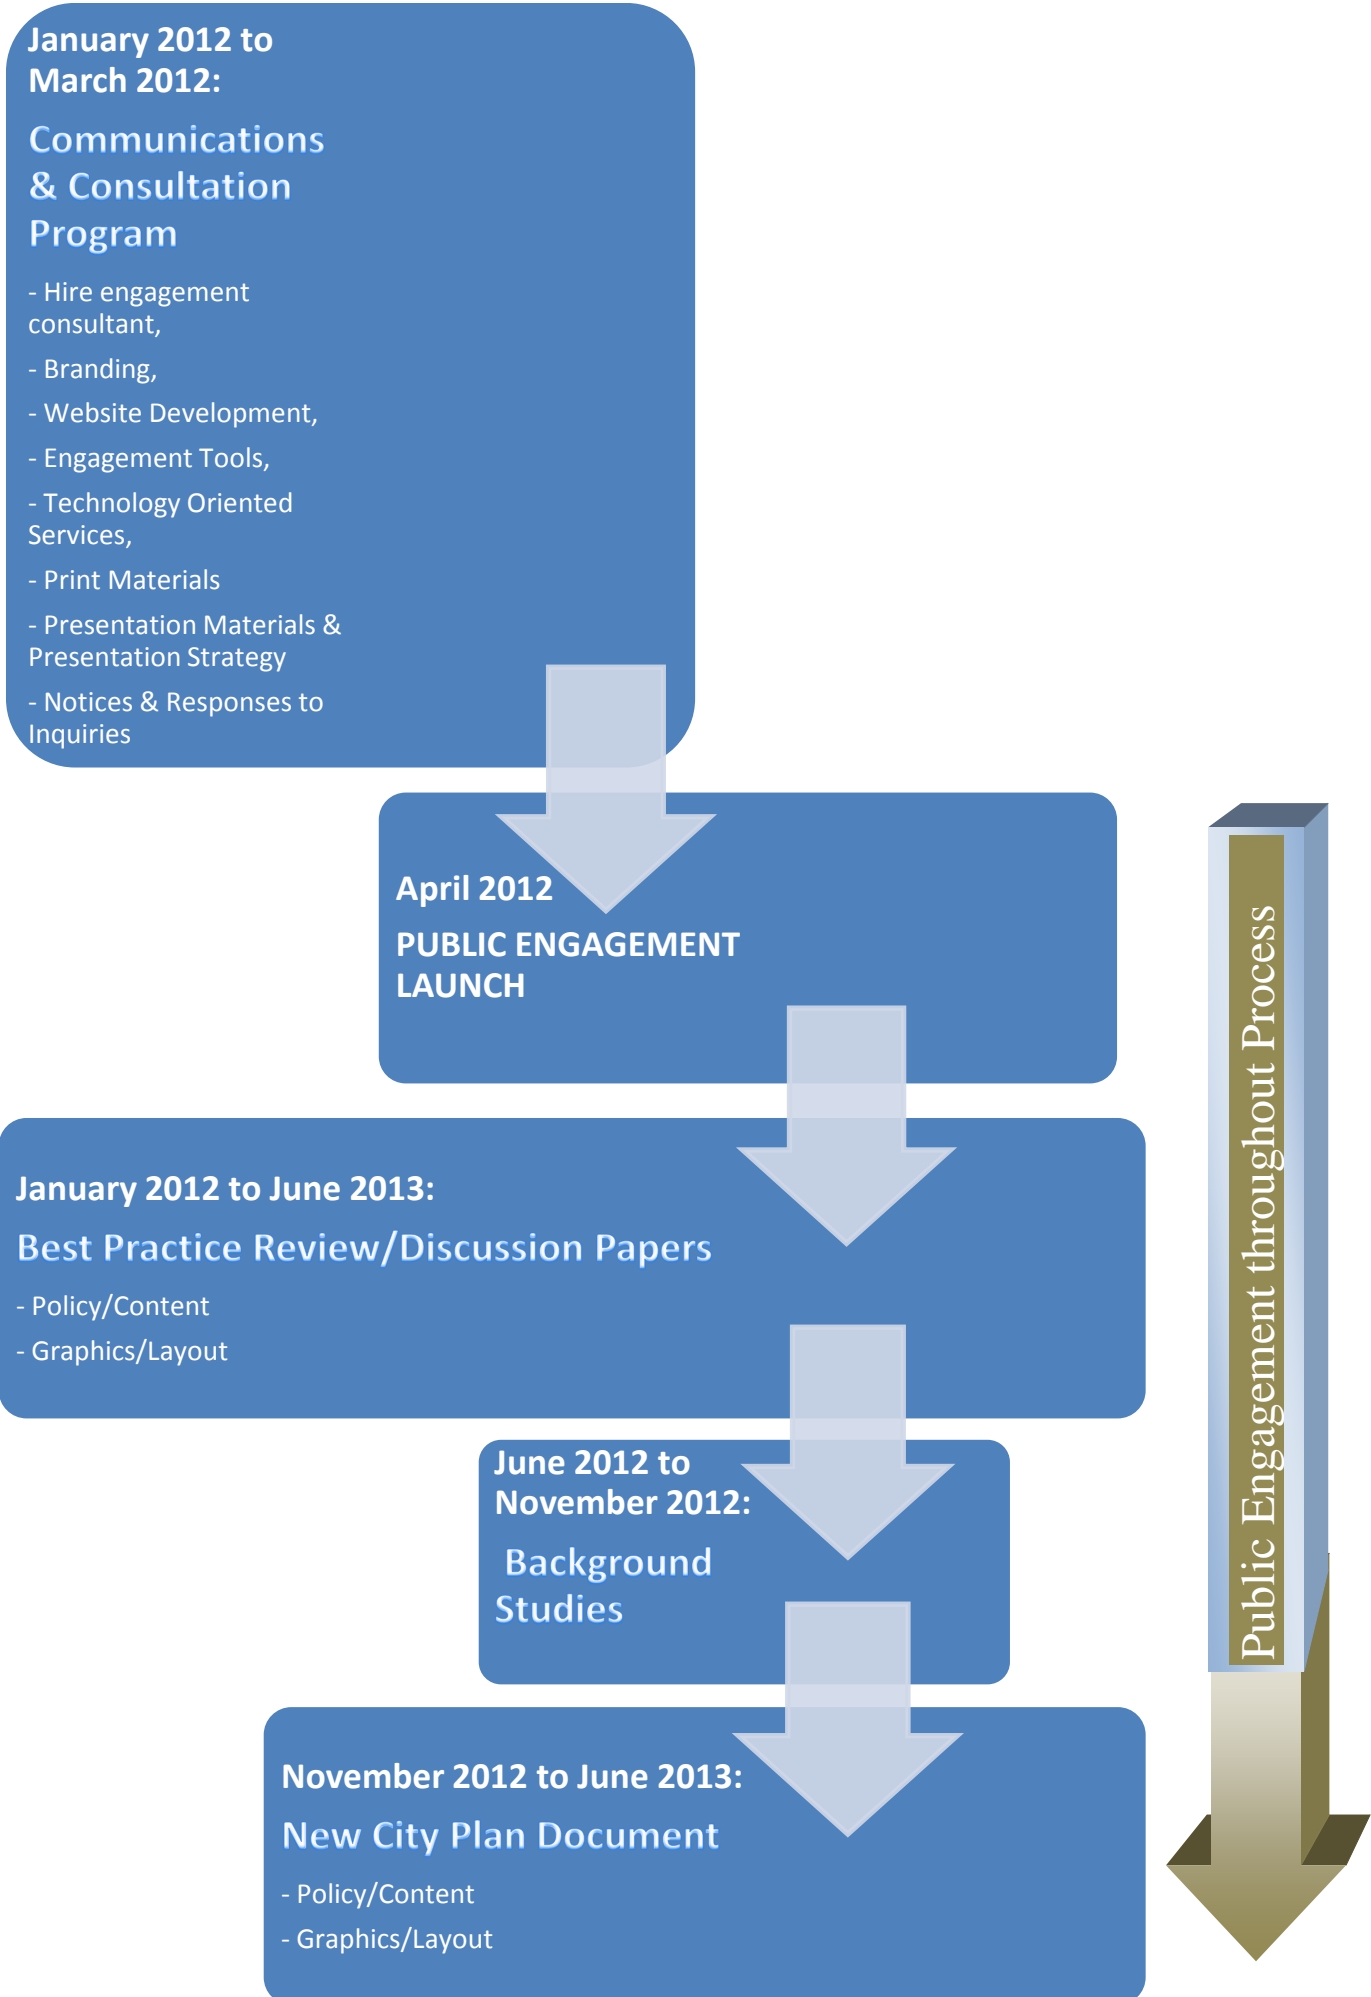 January 2012 to
March 2012:
Communications
& Consultation
Program
- Hire engagement
consultant,
- Branding,
- Website Development,
- Engagement Tools,
- Technology Oriented
Services,
- Print Materials
- Presentation Materials &
Presentation Strategy
- Notices & Responses to
Inquiries
April 2012
PUBLIC ENGAGEMENT
LAUNCH
January 2012 to June 2013:
Best Practice Review/Discussion Papers
- Policy/Content
- Graphics/Layout
June 2012 to
November 2012:
Background
Studies
November 2012 to June 2013:
New City Plan Document
- Policy/Content
- Graphics/Layout
Public Engagement throughout Process